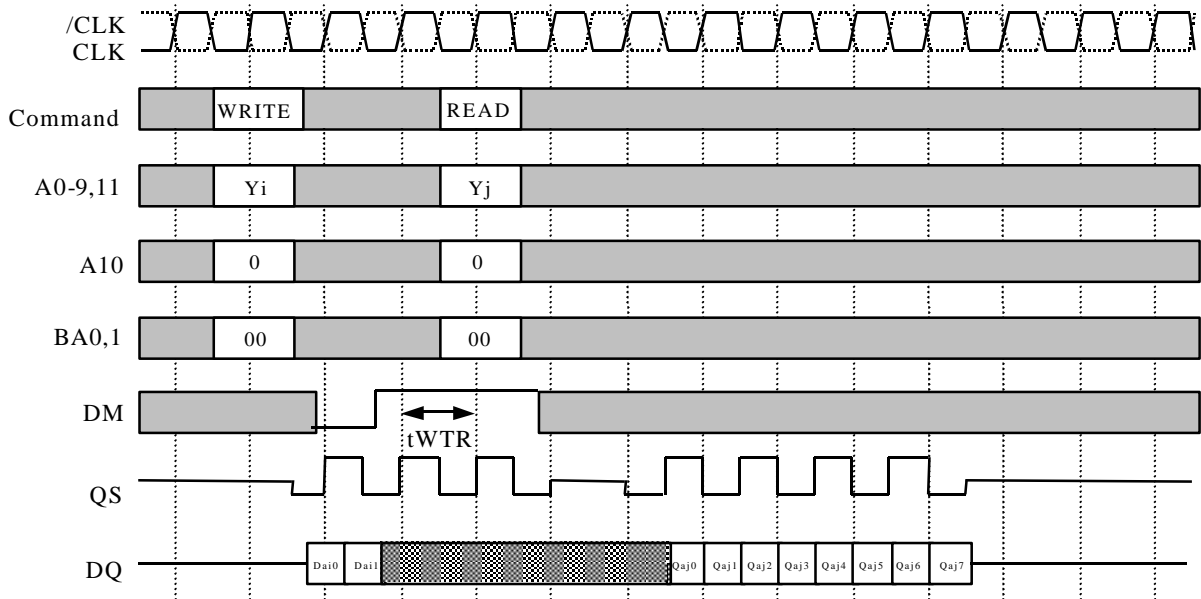 /CLK
CLK
Command WRITE READ
A0-9,11 Yi Yj
A10 0 0
BA0,1 00 00
DM
tWTR
QS
DQ Dai0 Dai1 Qaj0 Qaj1 Qaj2 Qaj3 Qaj4 Qaj5 Qaj6 Qaj7